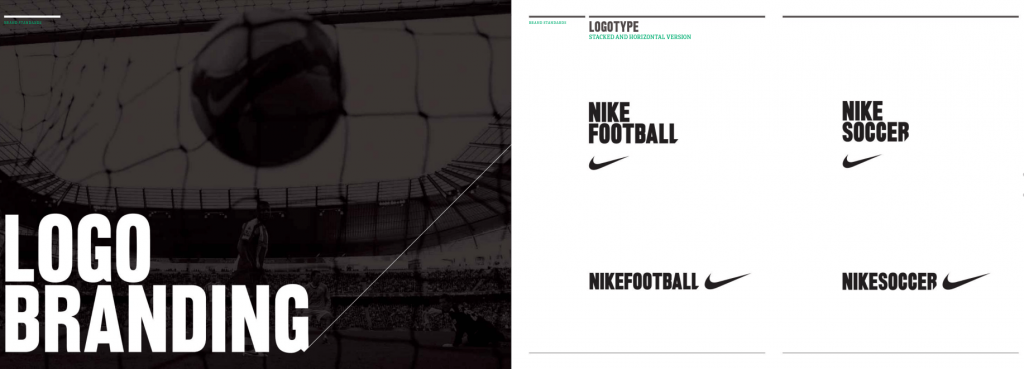 BRAND STANDARDS
LOGO
BRANDING
BRAND STANDARDS
LOGOTYPE
STACKED AND HORIZONTAL VERSION
NIKE
FOOTBALL
NIKE
SOCCER
NIKEFOOTBALL
NIKESOCCER